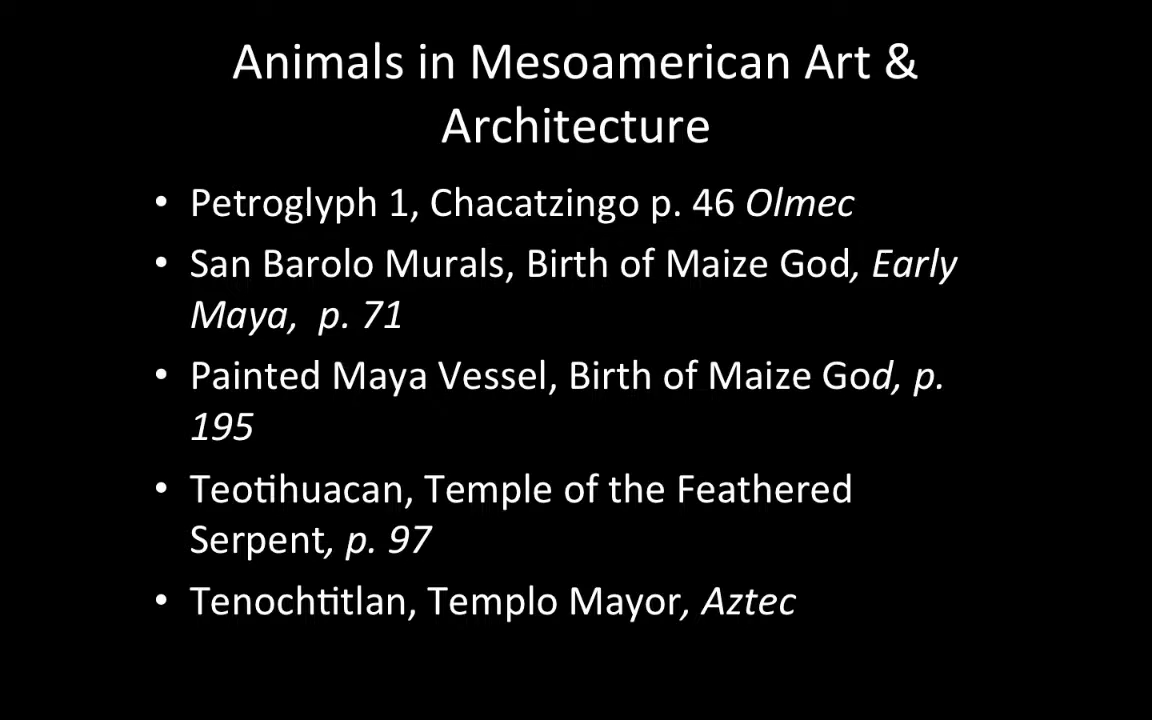 Animals in Mesoamerican Art &
Architecture
• Petroglyph 1, Chacatzingo p. 46 Olmec
• San Barolo Murals, Birth of Maize God, Early
Maya,  p. 71
• Painted Maya Vessel, Birth of Maize God, p.
195
• Teotihuacan, Temple of the Feathered
Serpent, p. 97
• Tenochtitlan, Templo Mayor, Aztec